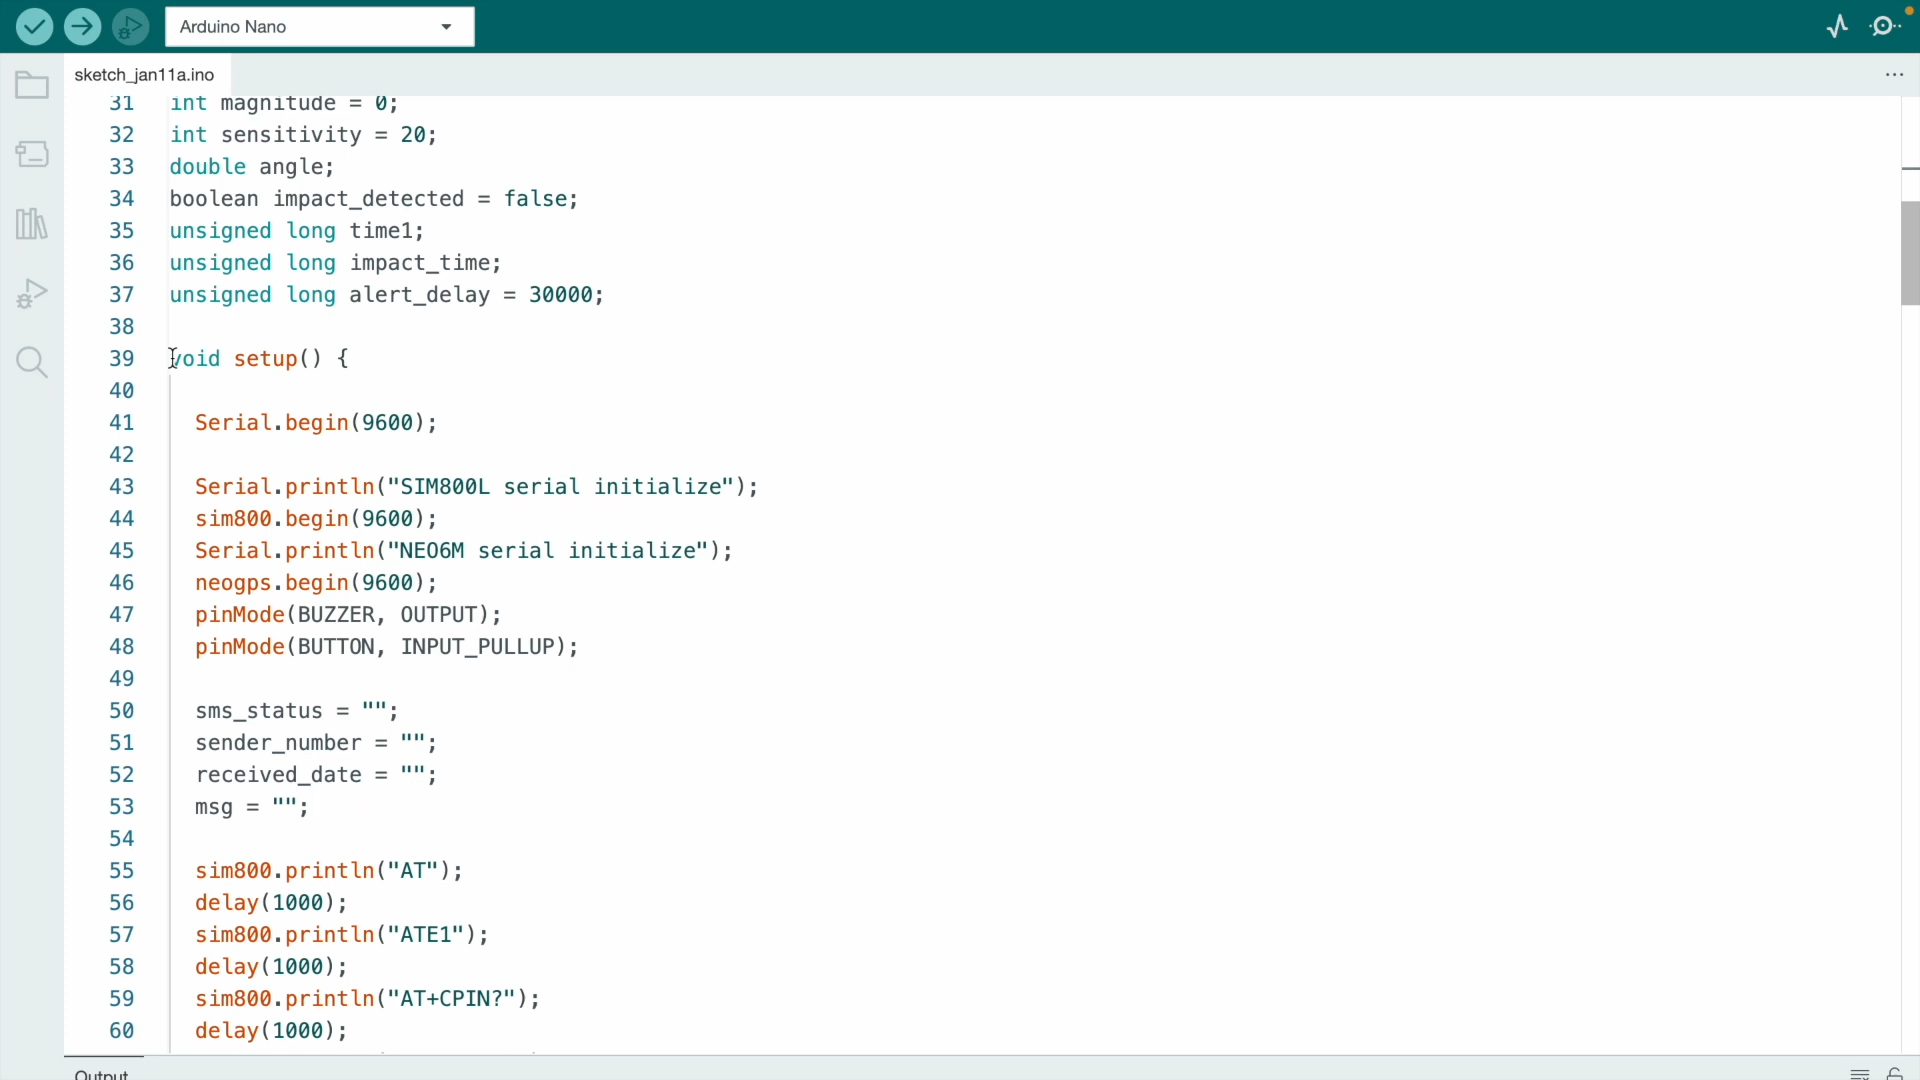 Arduino Nano
sketch_jan11a.ino
31 int magnitude = 0;
32 int sensitivity = 20;
33 double angle;
34 boolean impact_detected = false;
35 unsigned long time1;
36 unsigned long impact_time;
37 unsigned long alert_delay = 30000;
38
39 void setup() {
40
41 Serial.begin(9600);
42
43 Serial.println("SIM800L serial initialize");
44 sim800.begin(9600);
45 Serial.println("NEO6M serial initialize");
46 neogps.begin(9600);
47 pinMode(BUZZER, OUTPUT);
48 pinMode(BUTTON, INPUT_PULLUP);
49
50 sms_status = "";
51 sender_number = "";
52 received_date = "";
53 msg = "";
54
55 sim800.println("AT");
56 delay(1000);
57 sim800.println("ATE1");
58 delay(1000);
59 sim800.println("AT+CPIN?");
60 delay(1000);
Output